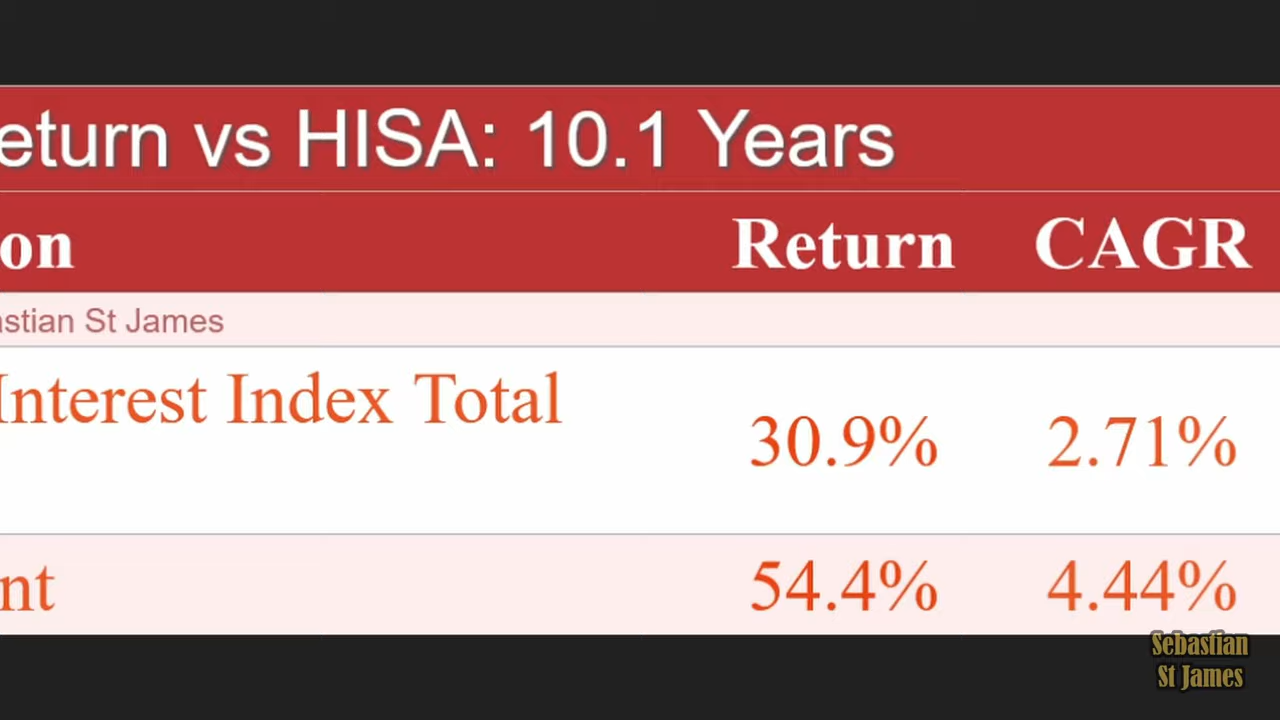 eturn vs HISA: 10.1 Years
on Return CAGR
astian St James
Interest Index Total
30.9% 2.71%
nt 54.4% 4.44%
Sebastian
St James